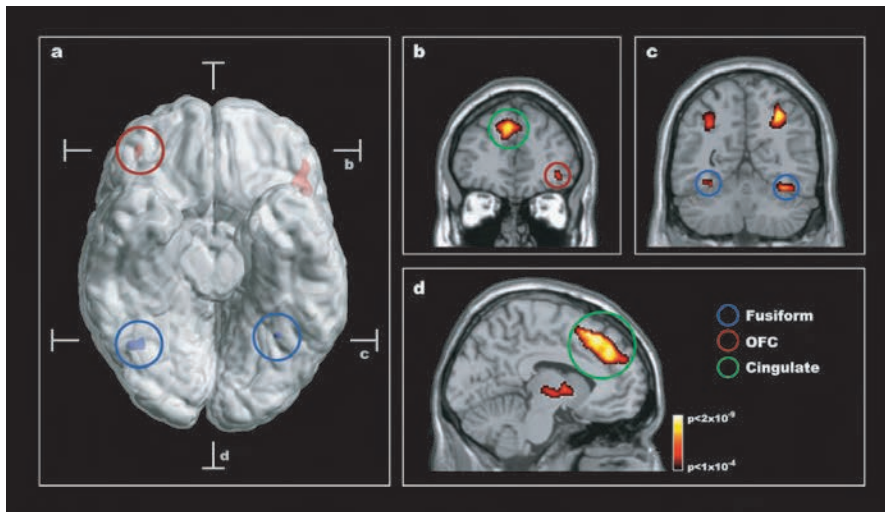 a
b
c
b
c
d
d
Fusiform
OFC
Cingulate
p<2x10⁻⁹
p<1x10⁻⁴